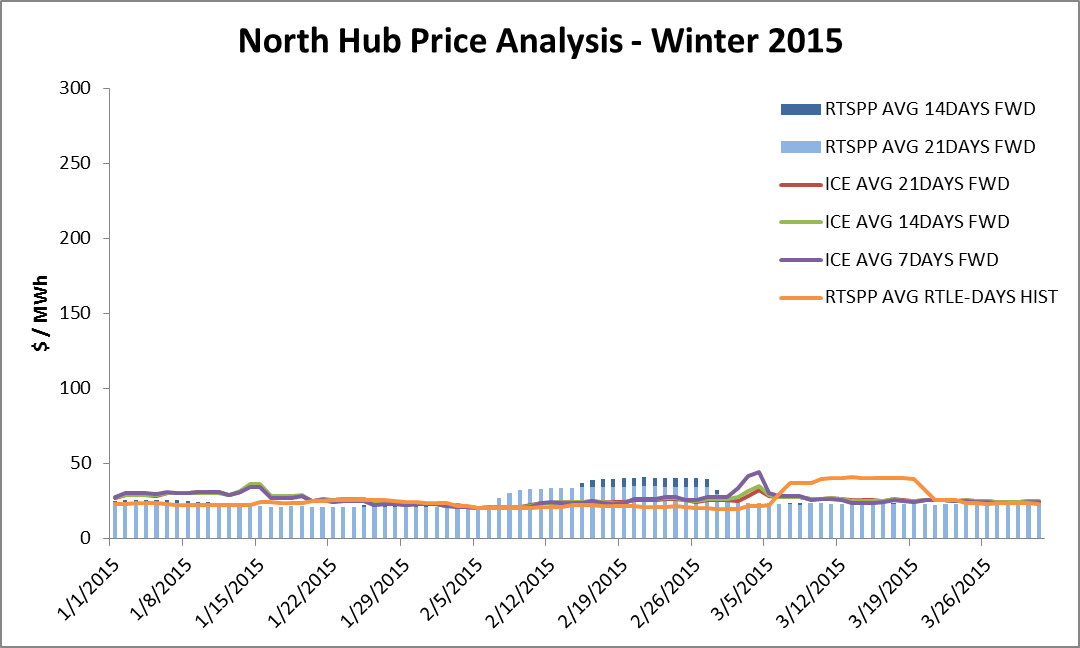 North Hub Price Analysis - Winter 2015
300
250
200
150
100
50
0
$ / MWh
RTSPP AVG 14DAYS FWD
RTSPP AVG 21DAYS FWD
ICE AVG 21DAYS FWD
ICE AVG 14DAYS FWD
ICE AVG 7DAYS FWD
RTSPP AVG RTLE-DAYS HIST
1/1/2015
1/8/2015
1/15/2015
1/22/2015
1/29/2015
2/5/2015
2/12/2015
2/19/2015
2/26/2015
3/5/2015
3/12/2015
3/19/2015
3/26/2015